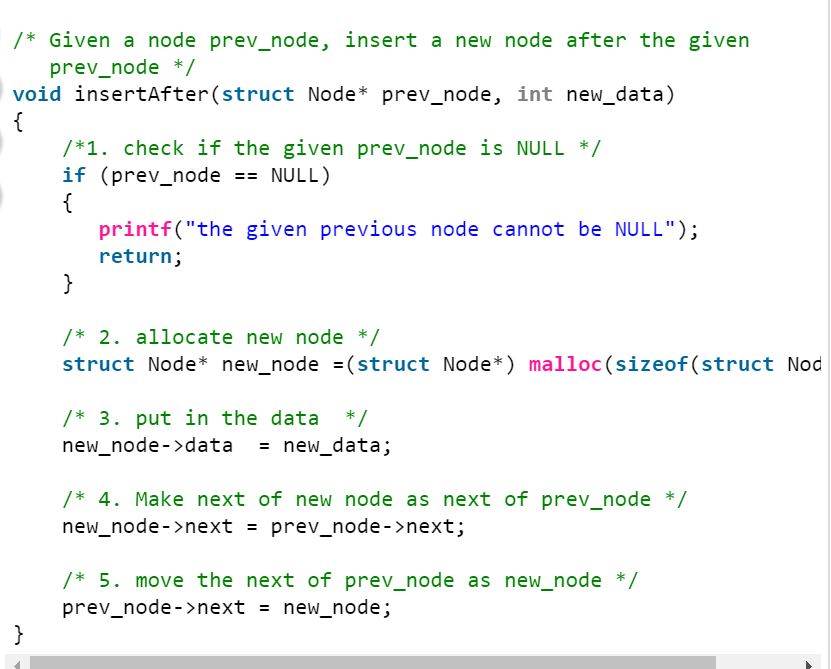 /* Given a node prev_node, insert a new node after the given
   prev_node */
void insertAfter(struct Node* prev_node, int new_data)
{
    /*1. check if the given prev_node is NULL */
    if (prev_node == NULL)
    {
       printf("the given previous node cannot be NULL");
       return;
    }

    /* 2. allocate new node */
    struct Node* new_node =(struct Node*) malloc(sizeof(struct Nod

    /* 3. put in the data  */
    new_node->data  = new_data;

    /* 4. Make next of new node as next of prev_node */
    new_node->next = prev_node->next;

    /* 5. move the next of prev_node as new_node */
    prev_node->next = new_node;
}